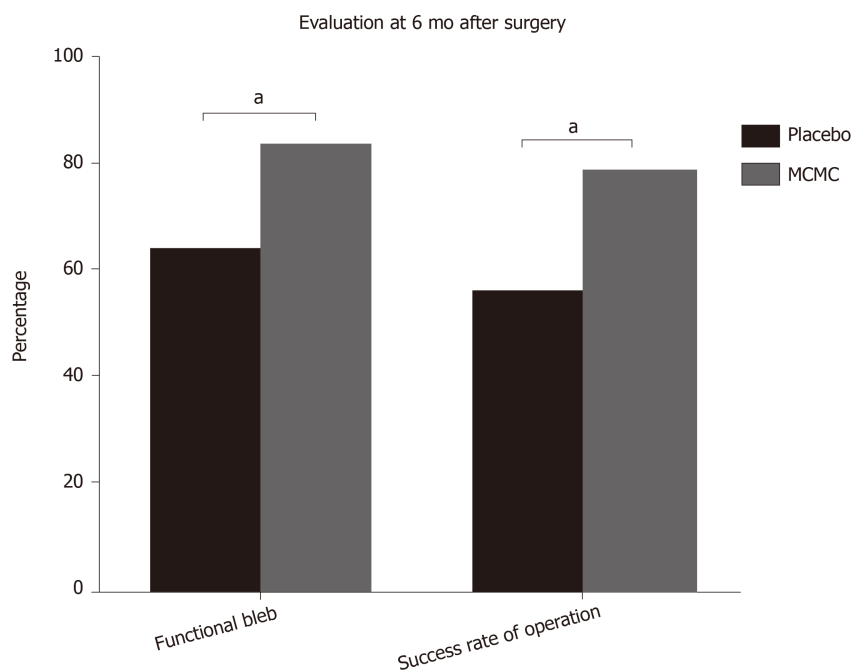 Evaluation at 6 mo after surgery
100
80
60
40
20
0
Percentage
a
a
Placebo
MCMC
Functional bleb
Success rate of operation